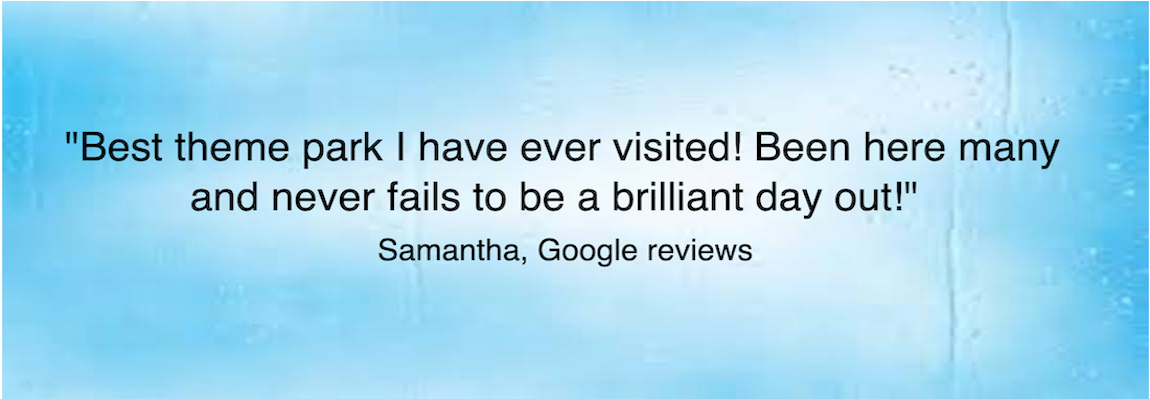 "Best theme park I have ever visited! Been here many
and never fails to be a brilliant day out!"
Samantha, Google reviews